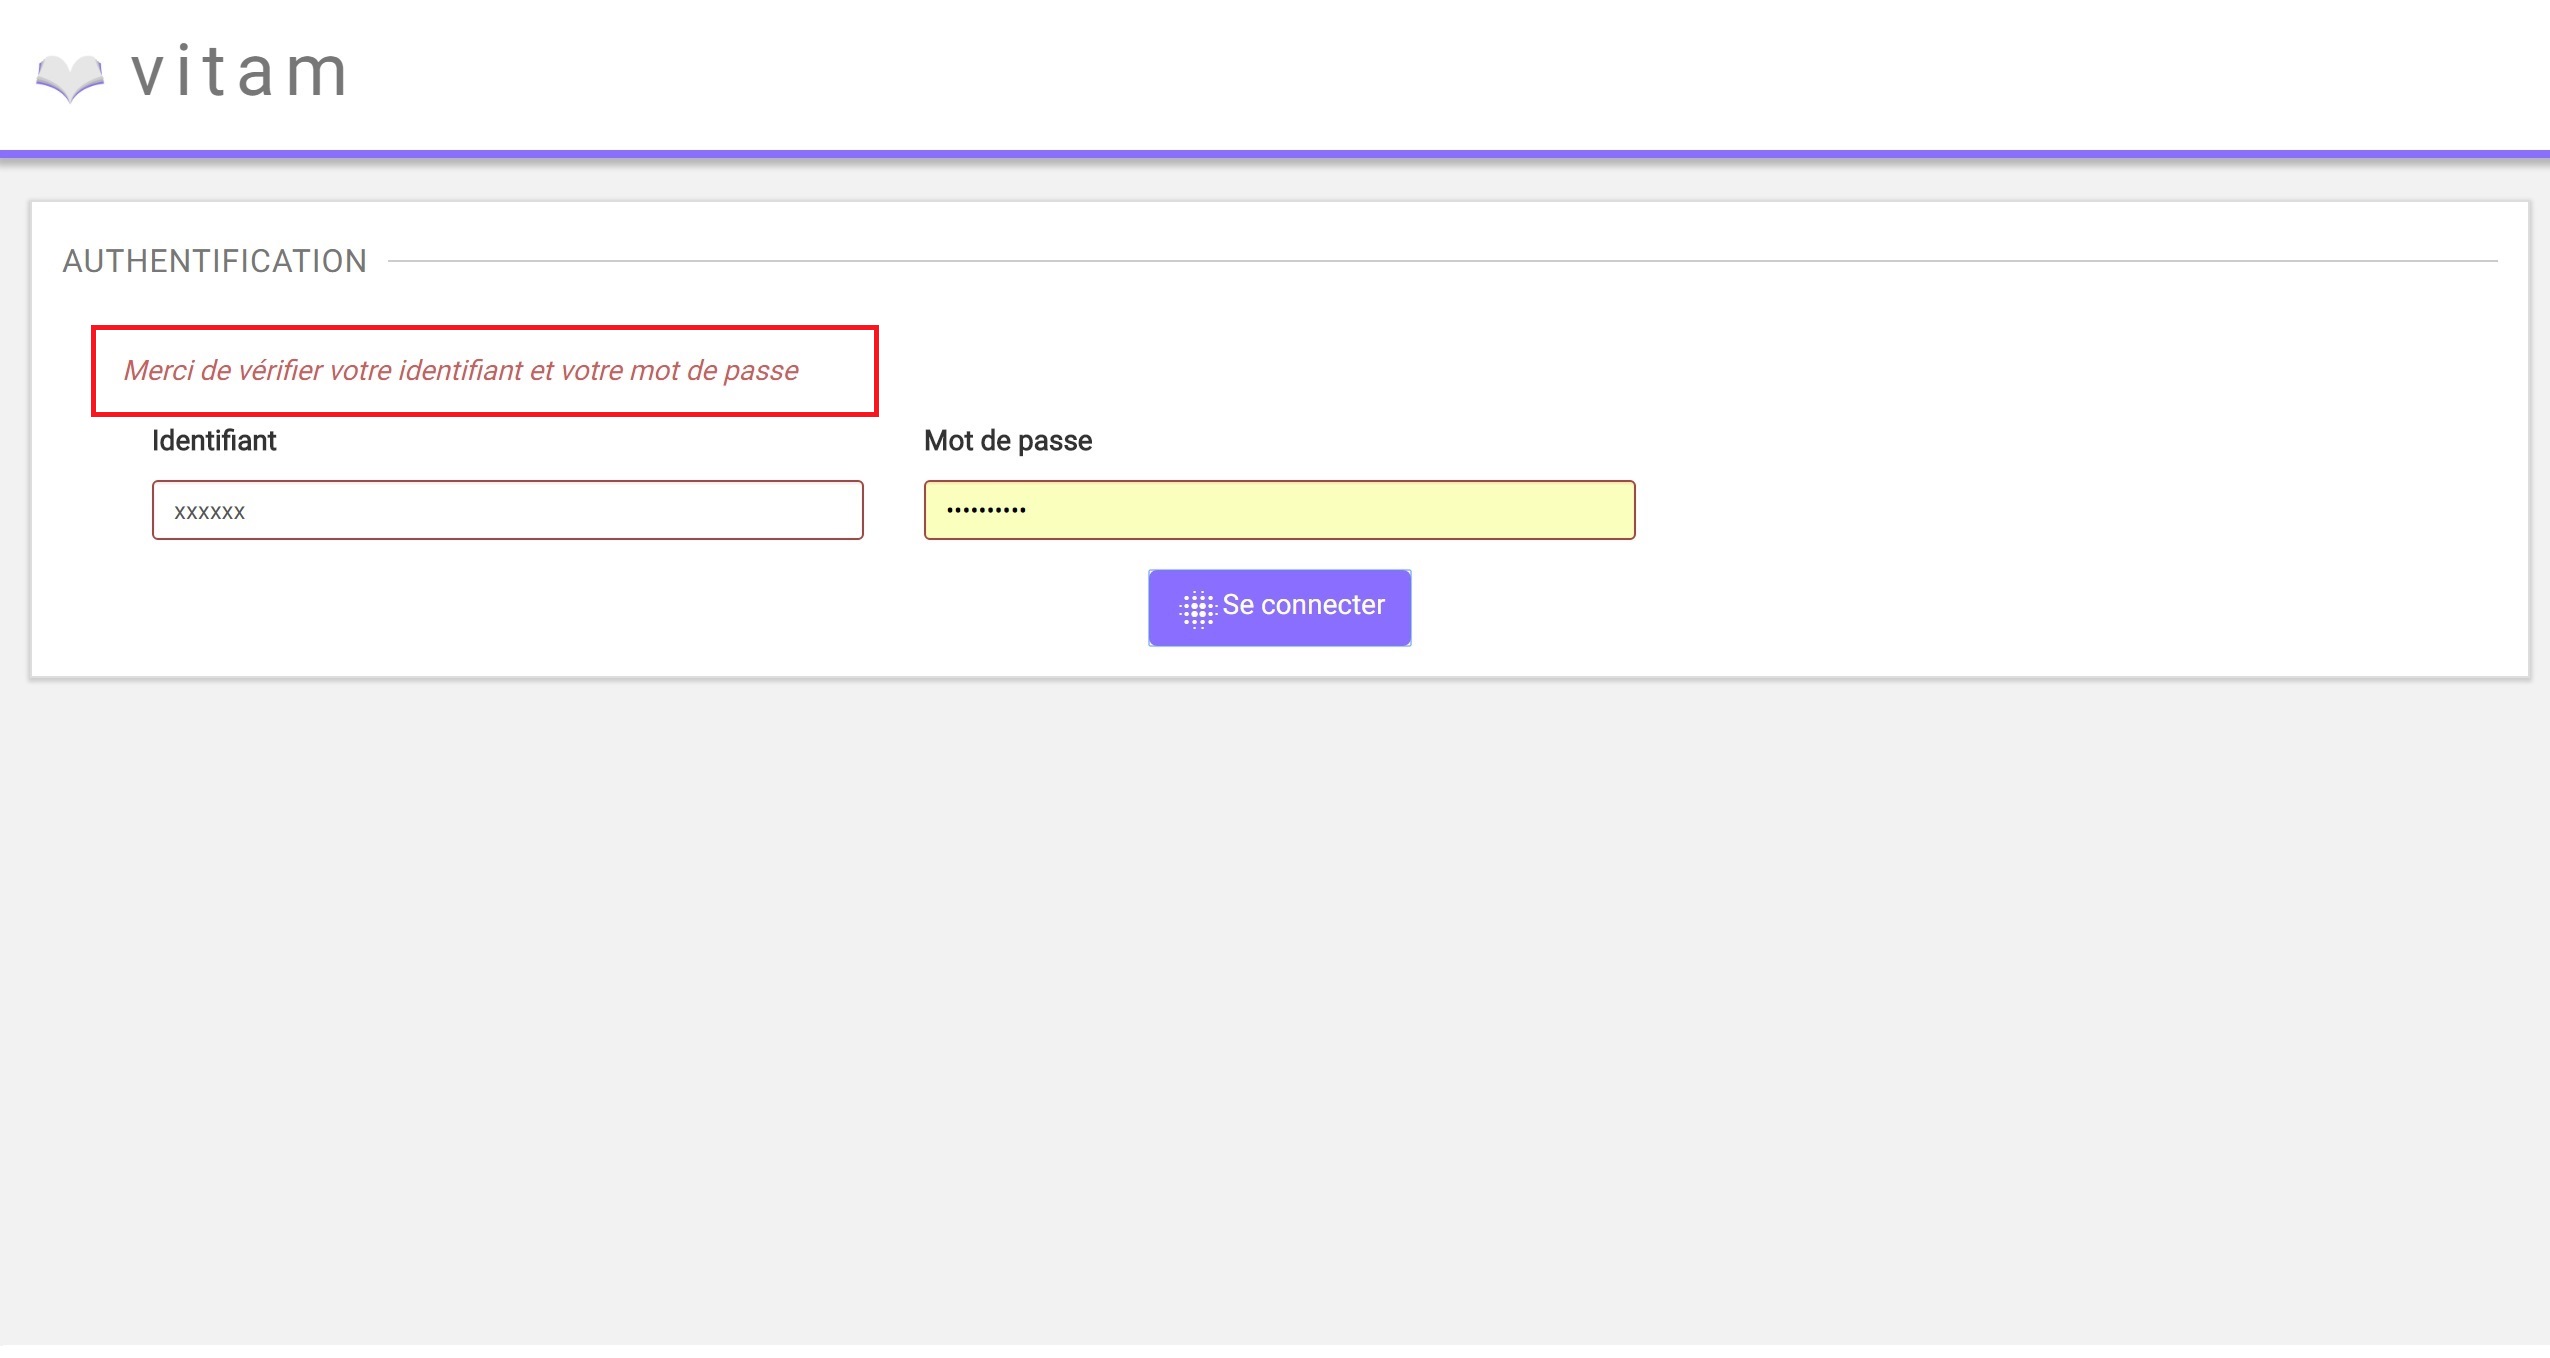 vitam
AUTHENTIFICATION
Merci de vérifier votre identifiant et votre mot de passe
Identifiant
Mot de passe
xxxxxx
••••••••••
Se connecter